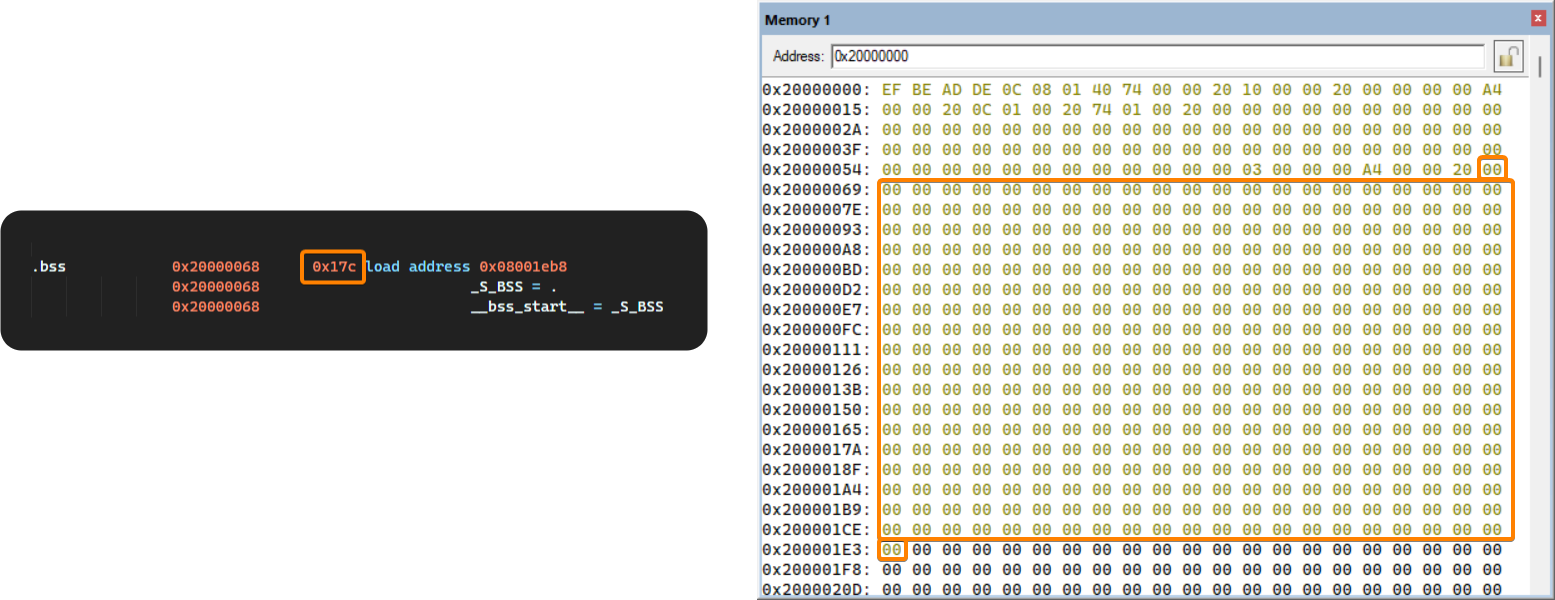 .bss 0x20000068 0x17c load address 0x08001eb8
0x20000068 _S_BSS = .
0x20000068 __bss_start__ = _S_BSS
Memory 1
Address: 0x20000000
0x20000000: EF BE AD DE 0C 08 01 40 74 00 00 20 10 00 00 20 00 00 00 00 A4
0x20000015: 00 00 20 0C 01 00 20 74 01 00 20 00 00 00 00 00 00 00 00 00 00
0x2000002A: 00 00 00 00 00 00 00 00 00 00 00 00 00 00 00 00 00 00 00 00 00
0x2000003F: 00 00 00 00 00 00 00 00 00 00 00 00 00 00 00 00 00 00 00 00 00
0x20000054: 00 00 00 00 00 00 00 00 00 00 00 00 03 00 00 00 A4 00 00 20 00
0x20000069: 00 00 00 00 00 00 00 00 00 00 00 00 00 00 00 00 00 00 00 00 00
0x2000007E: 00 00 00 00 00 00 00 00 00 00 00 00 00 00 00 00 00 00 00 00 00
0x20000093: 00 00 00 00 00 00 00 00 00 00 00 00 00 00 00 00 00 00 00 00 00
0x200000A8: 00 00 00 00 00 00 00 00 00 00 00 00 00 00 00 00 00 00 00 00 00
0x200000BD: 00 00 00 00 00 00 00 00 00 00 00 00 00 00 00 00 00 00 00 00 00
0x200000D2: 00 00 00 00 00 00 00 00 00 00 00 00 00 00 00 00 00 00 00 00 00
0x200000E7: 00 00 00 00 00 00 00 00 00 00 00 00 00 00 00 00 00 00 00 00 00
0x200000FC: 00 00 00 00 00 00 00 00 00 00 00 00 00 00 00 00 00 00 00 00 00
0x20000111: 00 00 00 00 00 00 00 00 00 00 00 00 00 00 00 00 00 00 00 00 00
0x20000126: 00 00 00 00 00 00 00 00 00 00 00 00 00 00 00 00 00 00 00 00 00
0x2000013B: 00 00 00 00 00 00 00 00 00 00 00 00 00 00 00 00 00 00 00 00 00
0x20000150: 00 00 00 00 00 00 00 00 00 00 00 00 00 00 00 00 00 00 00 00 00
0x20000165: 00 00 00 00 00 00 00 00 00 00 00 00 00 00 00 00 00 00 00 00 00
0x2000017A: 00 00 00 00 00 00 00 00 00 00 00 00 00 00 00 00 00 00 00 00 00
0x2000018F: 00 00 00 00 00 00 00 00 00 00 00 00 00 00 00 00 00 00 00 00 00
0x200001A4: 00 00 00 00 00 00 00 00 00 00 00 00 00 00 00 00 00 00 00 00 00
0x200001B9: 00 00 00 00 00 00 00 00 00 00 00 00 00 00 00 00 00 00 00 00 00
0x200001CE: 00 00 00 00 00 00 00 00 00 00 00 00 00 00 00 00 00 00 00 00 00
0x200001E3: 00 00 00 00 00 00 00 00 00 00 00 00 00 00 00 00 00 00 00 00 00
0x200001F8: 00 00 00 00 00 00 00 00 00 00 00 00 00 00 00 00 00 00 00 00 00
0x2000020D: 00 00 00 00 00 00 00 00 00 00 00 00 00 00 00 00 00 00 00 00 00